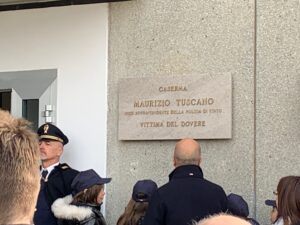 CASERMA
MAURIZIO TUSCANO
VICE SOVRINTENDENTE DELLA POLIZIA DI STATO
VITTIMA DEL DOVERE